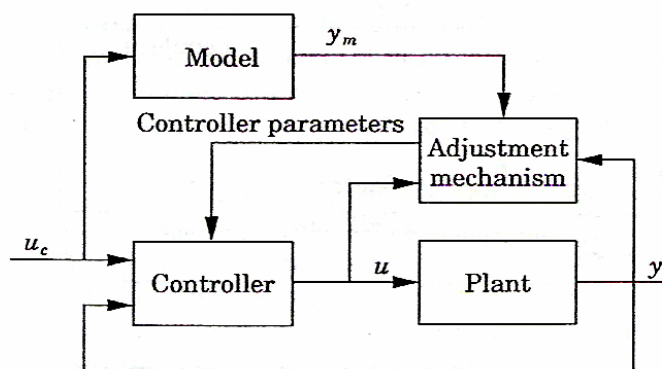 Model
y_m
Controller parameters
Adjustment
mechanism
u_c
Controller
u
Plant
y